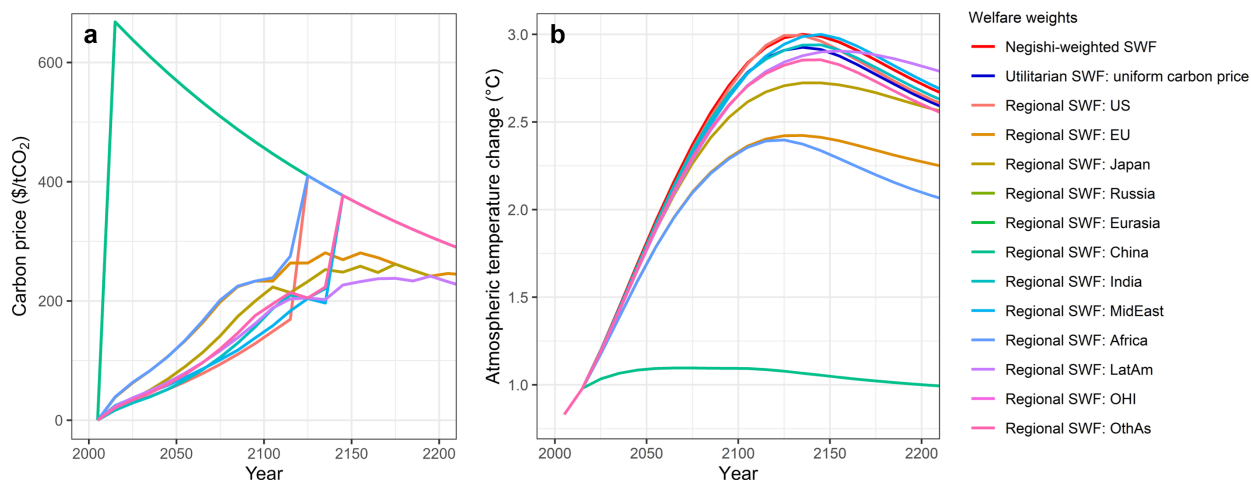 a
b
Carbon price ($/tCO2)
600
400
200
0
2000
2050
2100
2150
2200
Year
Atmospheric temperature change (°C)
3.0
2.5
2.0
1.5
1.0
2000
2050
2100
2150
2200
Year
Welfare weights
Negishi-weighted SWF
Utilitarian SWF: uniform carbon price
Regional SWF: US
Regional SWF: EU
Regional SWF: Japan
Regional SWF: Russia
Regional SWF: Eurasia
Regional SWF: China
Regional SWF: India
Regional SWF: MidEast
Regional SWF: Africa
Regional SWF: LatAm
Regional SWF: OHI
Regional SWF: OthAs